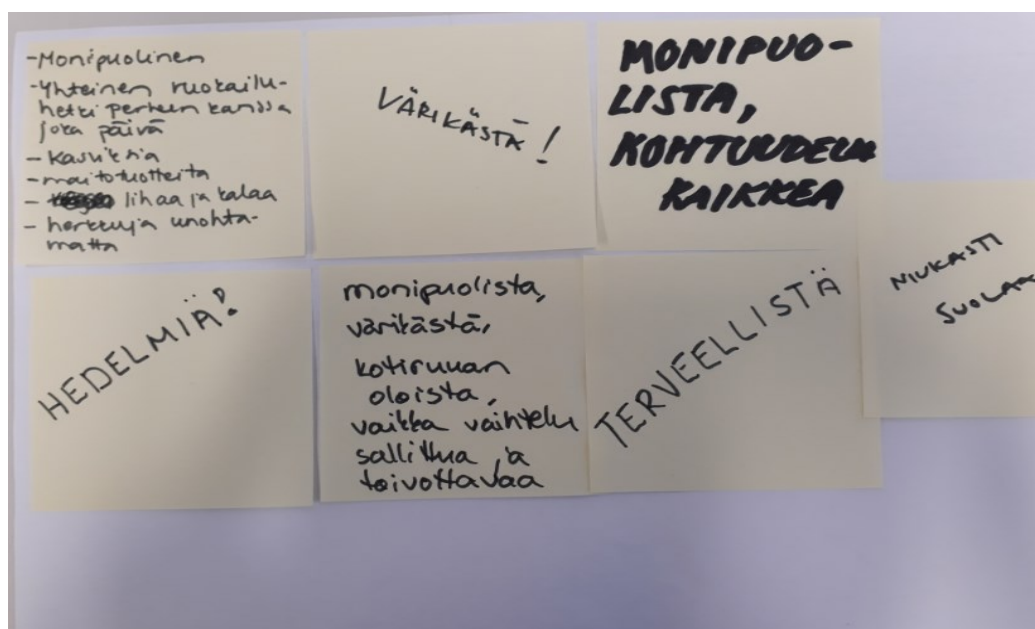 -Monipuolinen
-Yhteinen ruokailu-
hetki perheen kanssa
joka päivä
- Kasviksia
- maitotuotteita
- lihaa ja kalaa
- herkkuja unohta-
matta
VÄRIKÄSTÄ!
MONIPUO-
LISTA,
KOHTUUDELLA
KAIKKEA
NIUKASTI
SUOLAA
HEDELMIÄ!
monipuolista,
värikästä,
kotiruuan
oloista,
vaikka vaihtelu
sallittua ja
toivottavaa
TERVEELLISTÄ